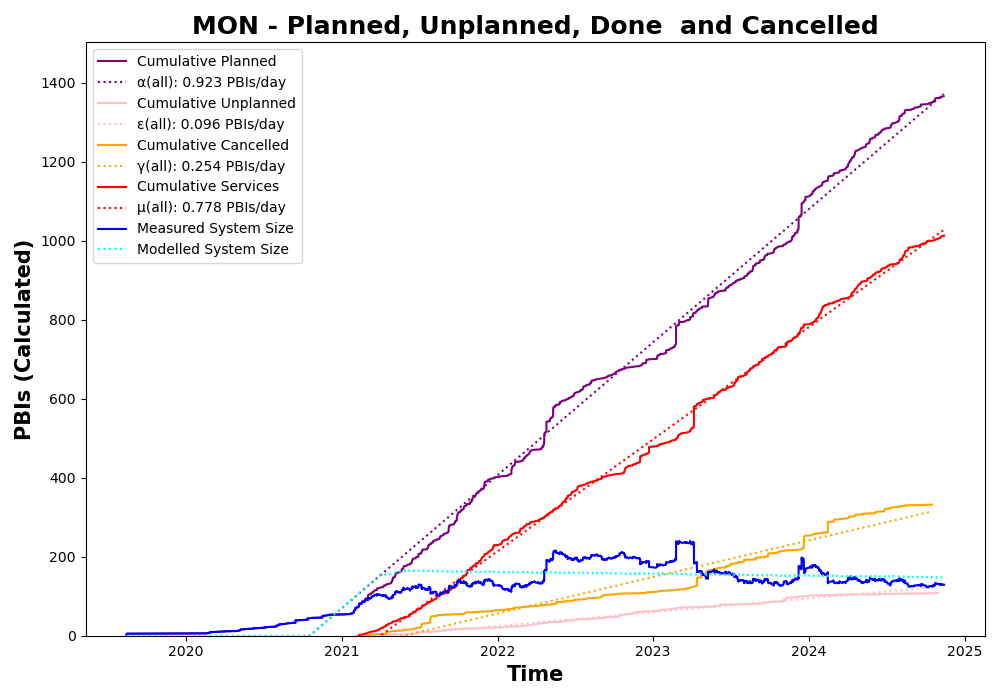 MON - Planned, Unplanned, Done  and Cancelled
Cumulative Planned
α(all): 0.923 PBIs/day
Cumulative Unplanned
ε(all): 0.096 PBIs/day
Cumulative Cancelled
γ(all): 0.254 PBIs/day
Cumulative Services
μ(all): 0.778 PBIs/day
Measured System Size
Modelled System Size
PBIs (Calculated)
1400
1200
1000
800
600
400
200
0
2020 2021 2022 2023 2024 2025
Time